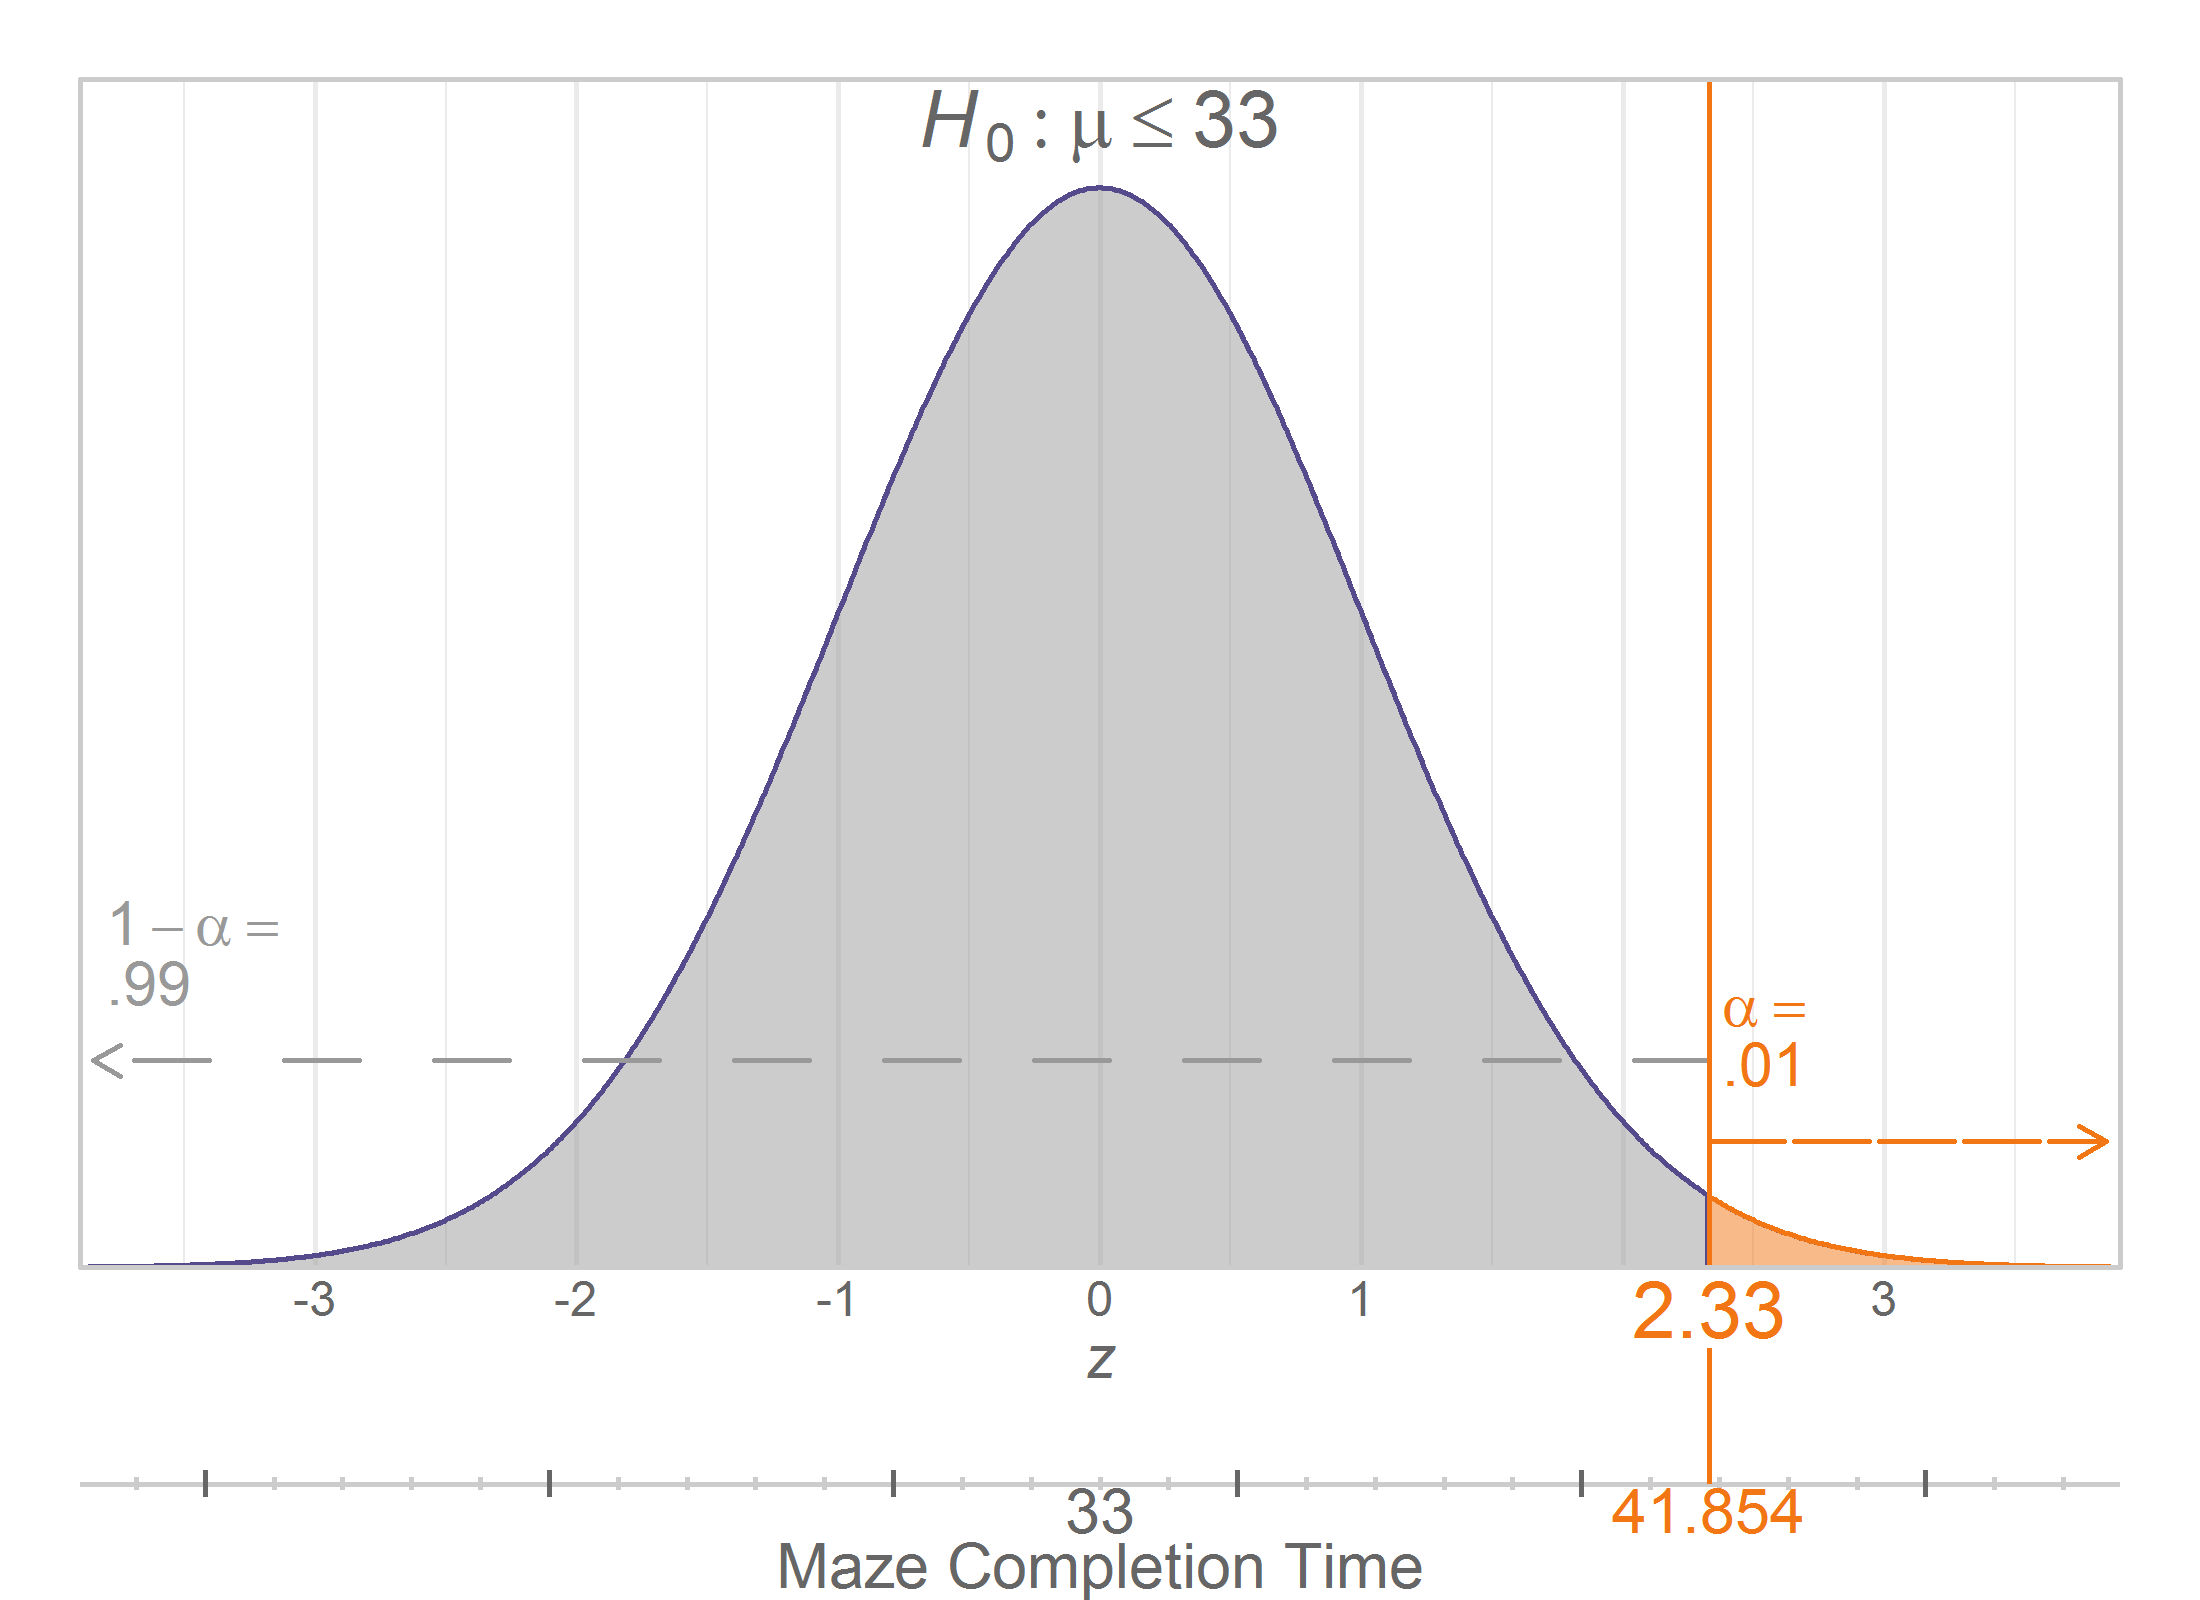 H₀ : μ ≤ 33
1 − α =
.99
α =
.01
-3 -2 -1 0 1 2.33 3
z
33 41.854
Maze Completion Time